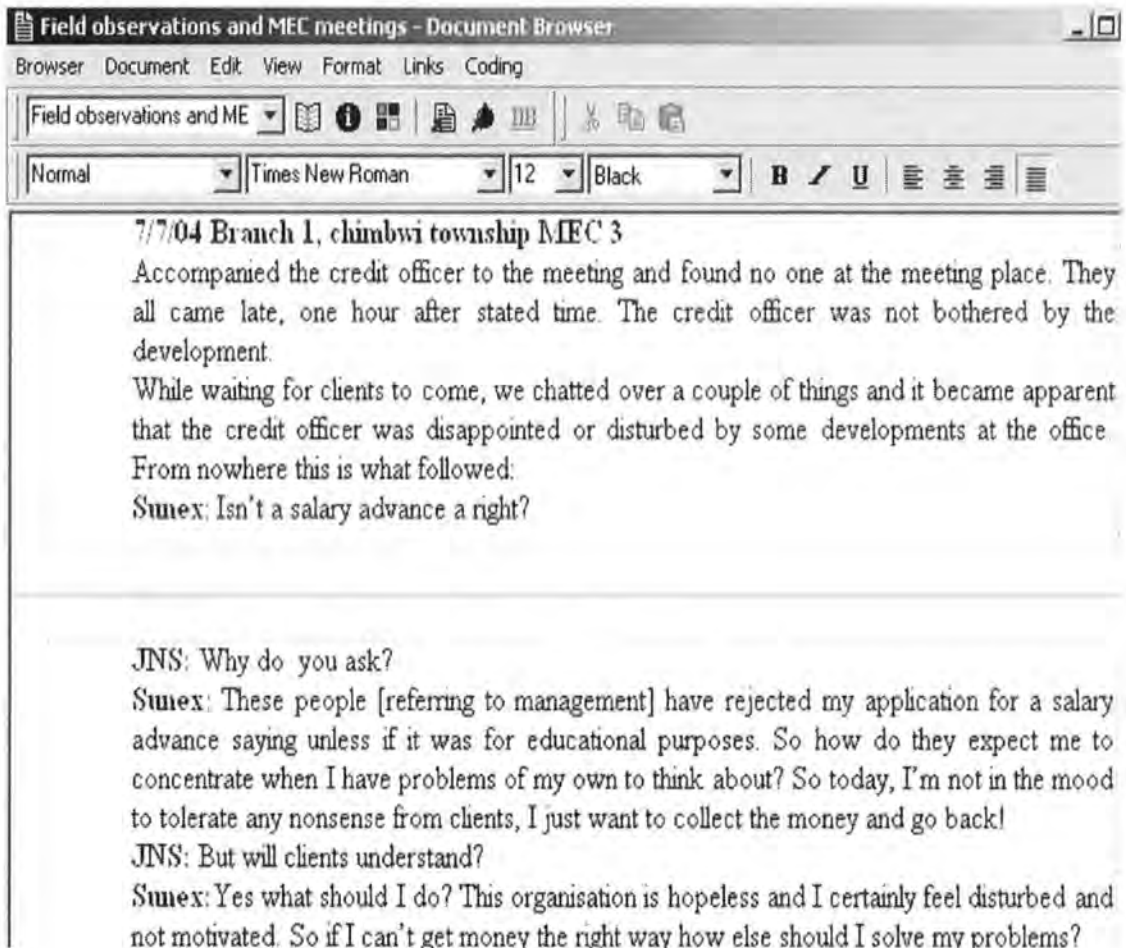 Field observations and MEC meetings - Document Browser
Browser Document Edit View Format Links Coding
Field observations and ME
Normal Times New Roman 12 Black B I U
7/7/04 Branch 1, chimbwi township MEC 3
Accompanied the credit officer to the meeting and found no one at the meeting place. They
all came late, one hour after stated time. The credit officer was not bothered by the
development.
While waiting for clients to come, we chatted over a couple of things and it became apparent
that the credit officer was disappointed or disturbed by some developments at the office
From nowhere this is what followed:
Sunex: Isn't a salary advance a right?
JNS: Why do you ask?
Sunex: These people [referring to management] have rejected my application for a salary
advance saying unless if it was for educational purposes. So how do they expect me to
concentrate when I have problems of my own to think about? So today, I'm not in the mood
to tolerate any nonsense from clients, I just want to collect the money and go back!
JNS: But will clients understand?
Sunex: Yes what should I do? This organisation is hopeless and I certainly feel disturbed and
not motivated. So if I can't get money the right way how else should I solve my problems?